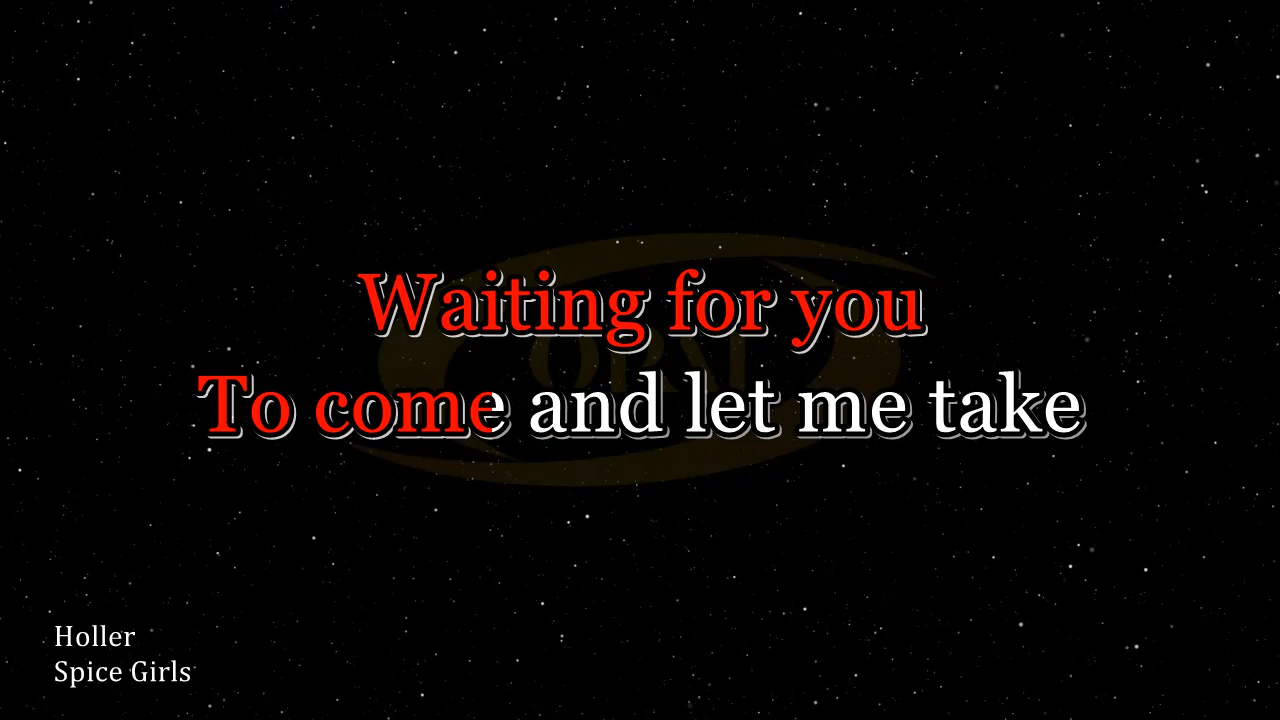 Waiting for you
To come and let me take
Holler
Spice Girls